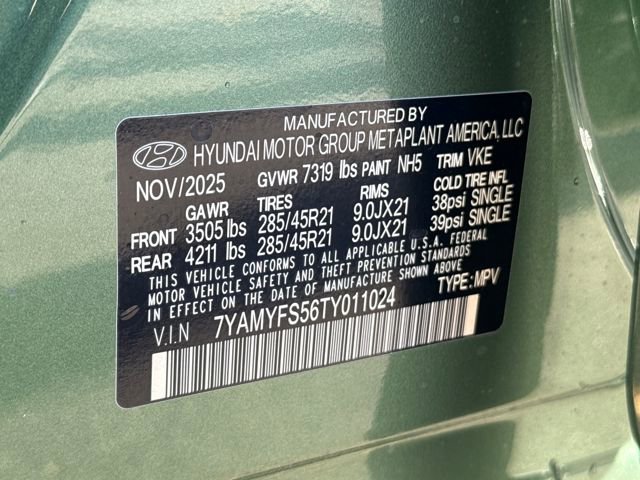 MANUFACTURED BY
HYUNDAI MOTOR GROUP METAPLANT AMERICA, LLC
NOV/2025 GVWR 7319 lbs PAINT NH5 TRIM VKE
GAWR TIRES RIMS COLD TIRE INFL
FRONT 3505 lbs 285/45R21 9.0JX21 38psi SINGLE
REAR 4211 lbs 285/45R21 9.0JX21 39psi SINGLE
THIS VEHICLE CONFORMS TO ALL APPLICABLE U.S.A. FEDERAL
MOTOR VEHICLE SAFETY AND THEFT PREVENTION STANDARDS
IN EFFECT ON THE DATE OF MANUFACTURE SHOWN ABOVE.
TYPE : MPV
V.I.N 7YAMYFS56TY011024